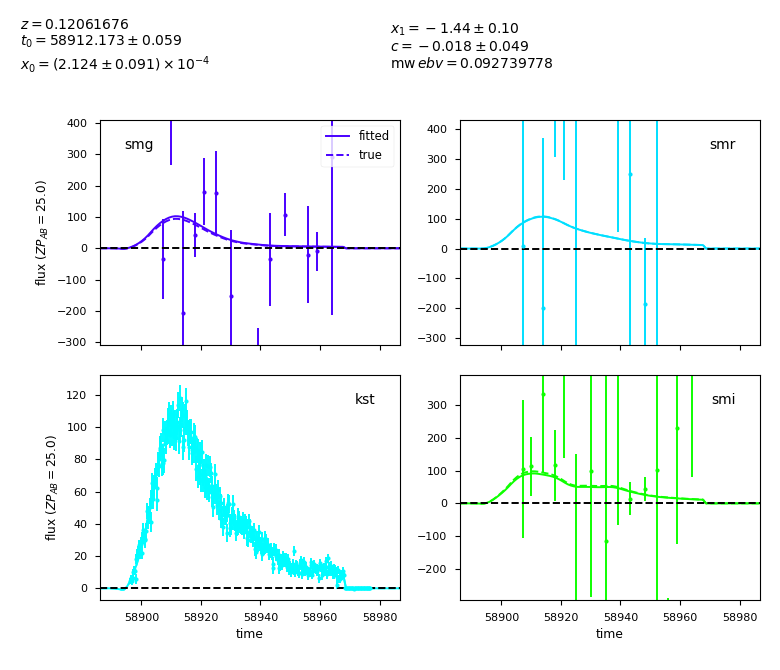 z = 0.12061676
t₀ = 58912.173 ± 0.059
x₀ = (2.124 ± 0.091) × 10⁻⁴
x₁ = −1.44 ± 0.10
c = −0.018 ± 0.049
mwebv = 0.092739778
400
300
200
100
0
−100
−200
−300
flux (ZP_AB = 25.0)
smg
fitted
true
400
300
200
100
0
−100
−200
−300
smr
120
100
80
60
40
20
0
flux (ZP_AB = 25.0)
kst
58900 58920 58940 58960 58980
time
300
200
100
0
−100
−200
smi
58900 58920 58940 58960 58980
time